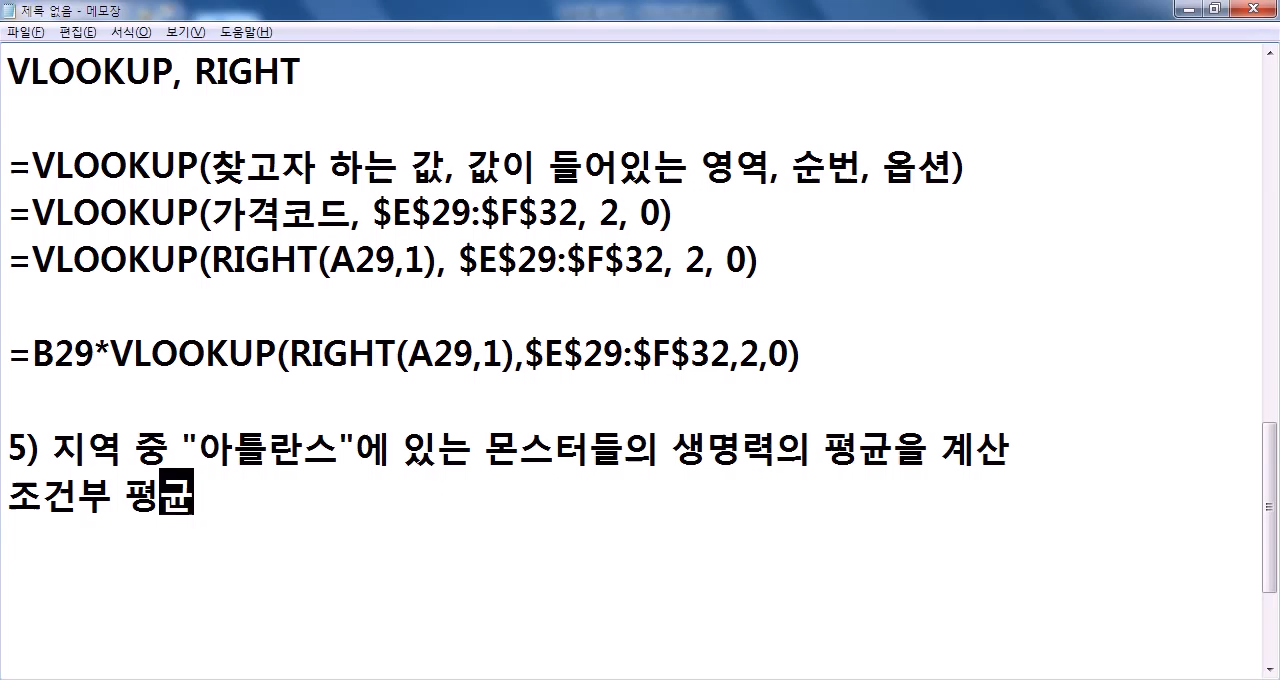 제목 없음 - 메모장
파일(F) 편집(E) 서식(O) 보기(V) 도움말(H)
VLOOKUP, RIGHT
=VLOOKUP(찾고자 하는 값, 값이 들어있는 영역, 순번, 옵션)
=VLOOKUP(가격코드, $E$29:$F$32, 2, 0)
=VLOOKUP(RIGHT(A29,1), $E$29:$F$32, 2, 0)
=B29*VLOOKUP(RIGHT(A29,1),$E$29:$F$32,2,0)
5) 지역 중 "아틀란스"에 있는 몬스터들의 생명력의 평균을 계산
조건부 평균